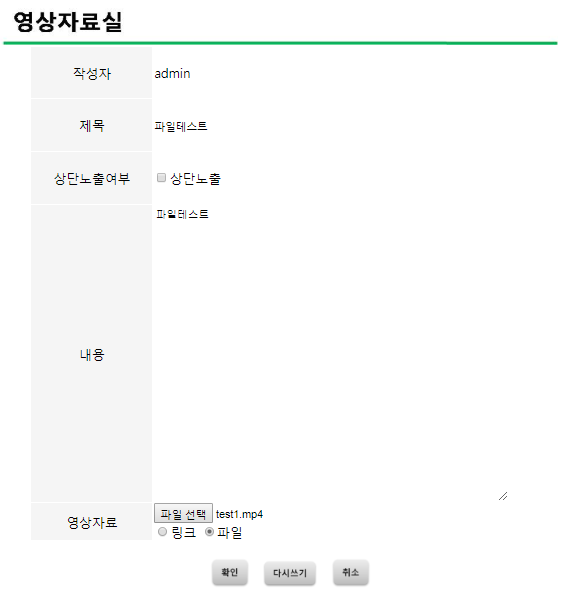 영상자료실
작성자 admin
제목 파일테스트
상단노출여부 상단노출
내용 파일테스트
영상자료 파일 선택 test1.mp4
링크 파일
확인 다시쓰기 취소